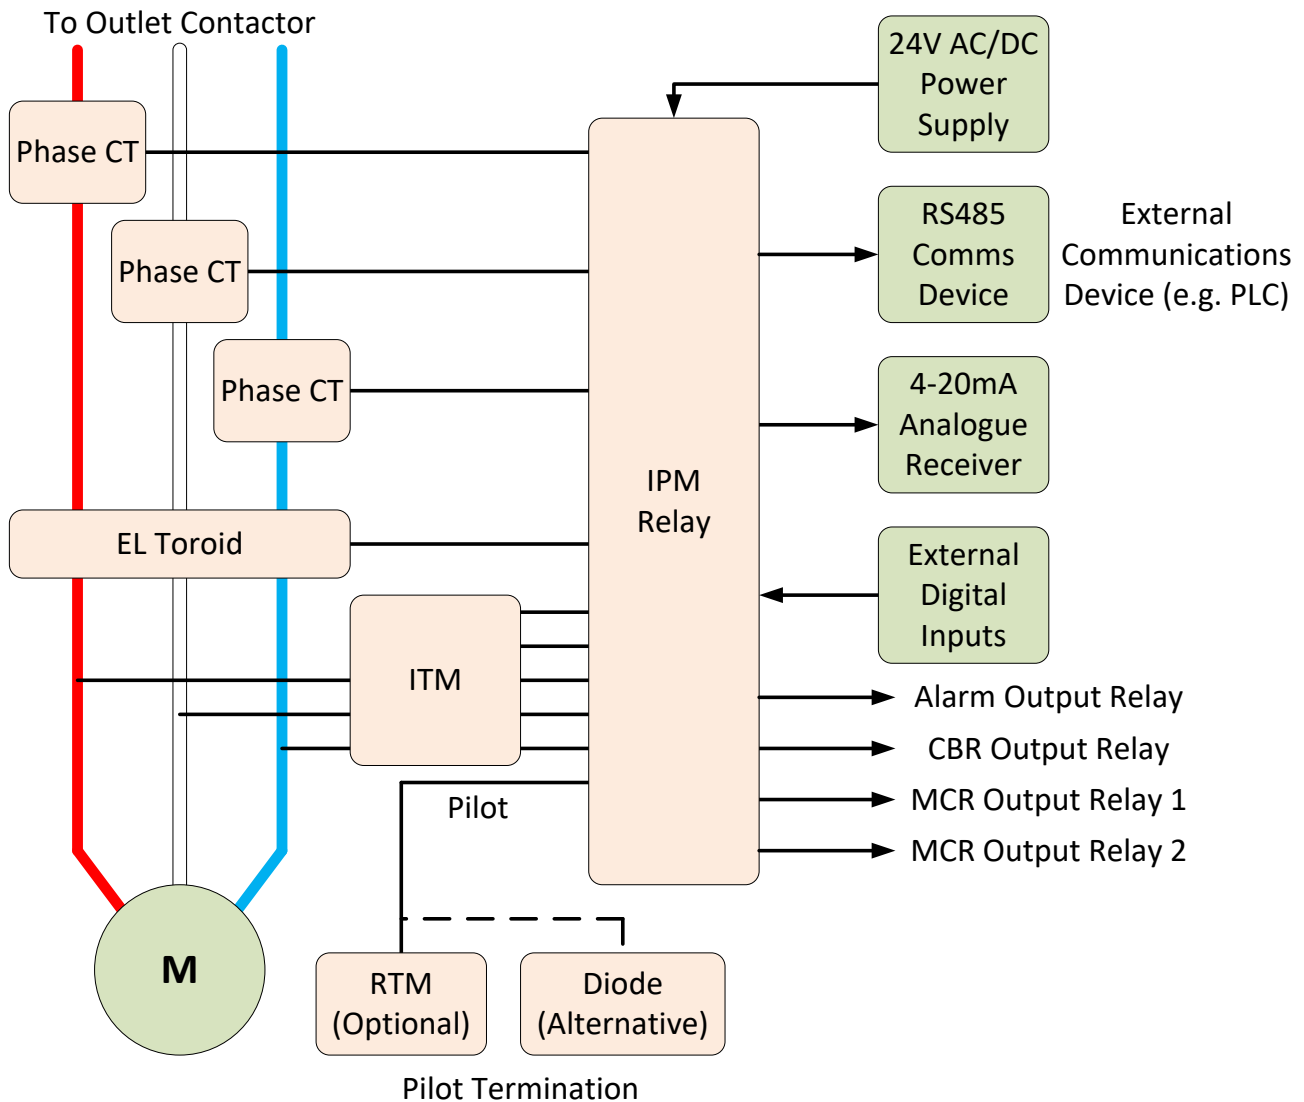 To Outlet Contactor
24V AC/DC
Power
Supply
Phase CT
RS485
Comms
Device
External
Communications
Device (e.g. PLC)
Phase CT
Phase CT
4-20mA
Analogue
Receiver
IPM
Relay
EL Toroid
External
Digital
Inputs
ITM
Alarm Output Relay
CBR Output Relay
MCR Output Relay 1
MCR Output Relay 2
Pilot
M
RTM
(Optional)
Diode
(Alternative)
Pilot Termination